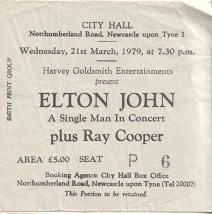 CITY HALL
Northumberland Road, Newcastle upon Tyne 1
Wednesday, 21st March, 1979, at 7.30 p.m.
Harvey Goldsmith Entertainments
present
ELTON JOHN
A Single Man In Concert
plus Ray Cooper
AREA £5.00 SEAT P 6
Booking Agents: City Hall Box Office
Northumberland Road, Newcastle upon Tyne (Tel 20007)
This Portion to be retained.
SMITH PRINT GROUP